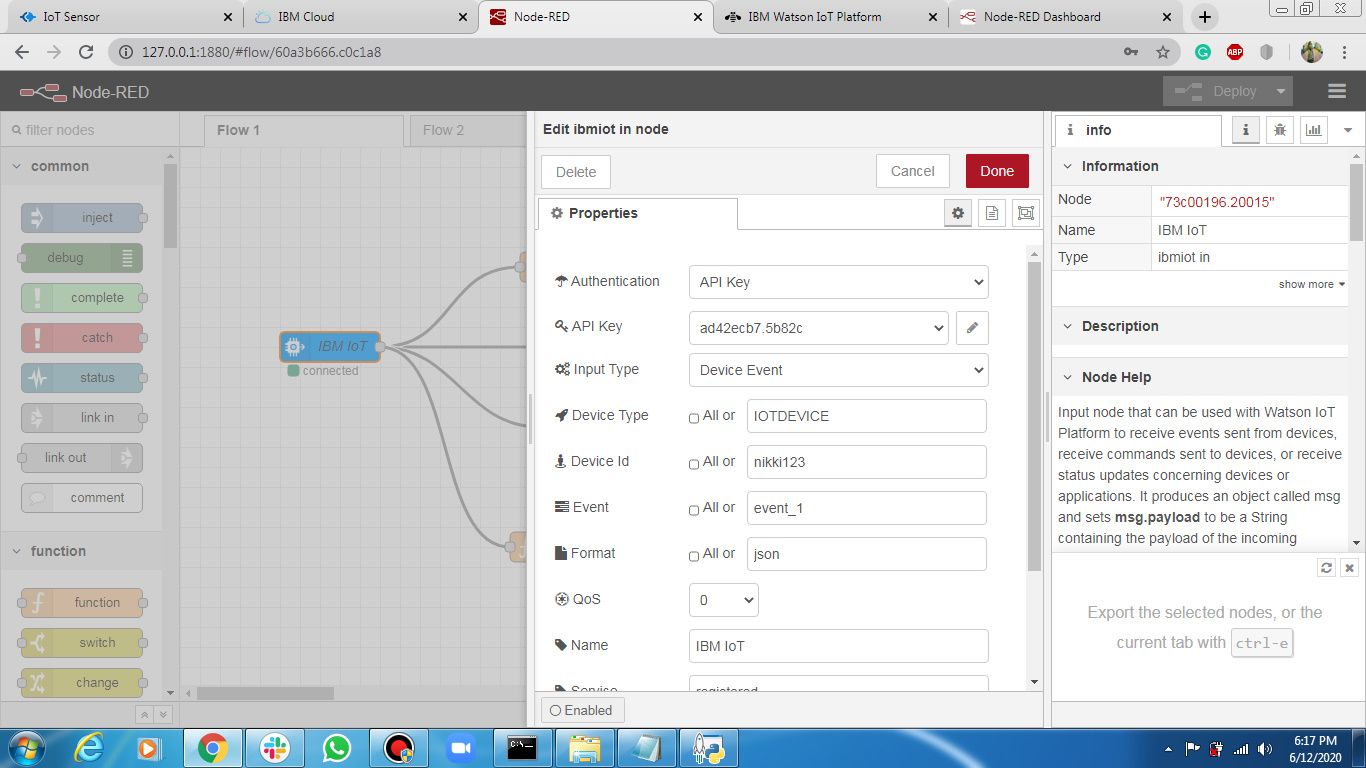 IoT Sensor
IBM Cloud
Node-RED
IBM Watson IoT Platform
Node-RED Dashboard
127.0.0.1:1880/#flow/60a3b666.c0c1a8
ABP
Node-RED
Deploy
filter nodes
common
inject
debug
complete
catch
status
link in
link out
comment
function
function
switch
change
Flow 1
Flow 2
IBM IoT
connected
Edit ibmiot in node
Delete
Cancel
Done
Properties
Authentication API Key
API Key ad42ecb7.5b82c
Input Type Device Event
Device Type All or IOTDEVICE
Device Id All or nikki123
Event All or event_1
Format All or json
QoS 0
Name IBM IoT
Service registered
Enabled
i info
i
Information
Node "73c00196.20015"
Name IBM IoT
Type ibmiot in
show more
Description
Node Help
Input node that can be used with Watson IoT
Platform to receive events sent from devices,
receive commands sent to devices, or receive
status updates concerning devices or
applications. It produces an object called msg
and sets msg.payload to be a String
containing the payload of the incoming
Export the selected nodes, or the
current tab with ctrl-e
C:\
6:17 PM
6/12/2020